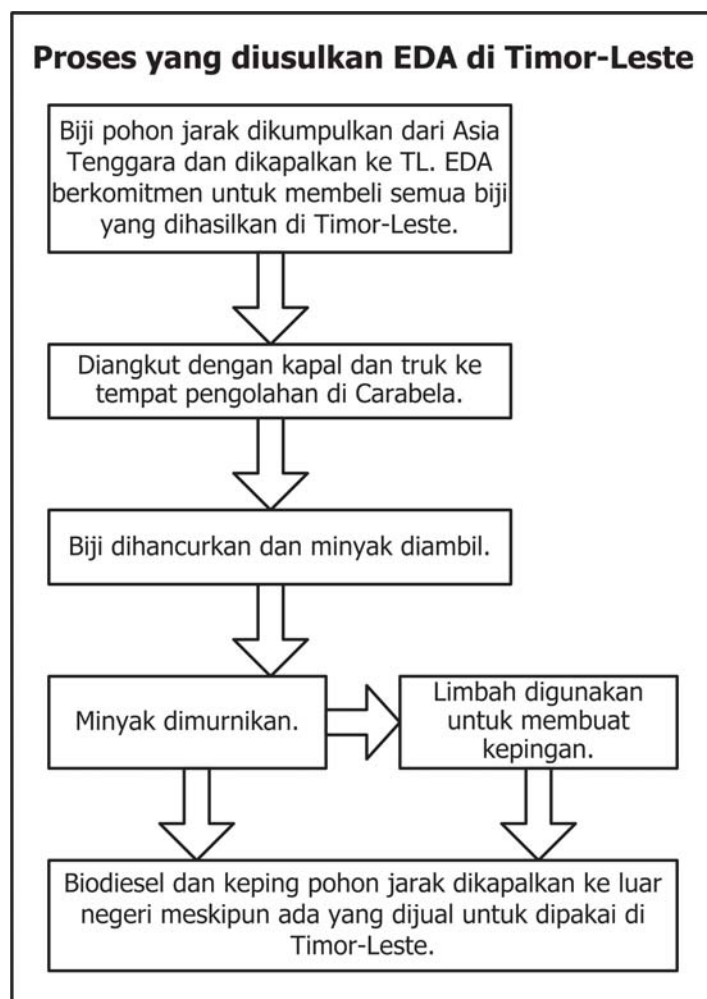 Proses yang diusulkan EDA di Timor-Leste
Biji pohon jarak dikumpulkan dari Asia
Tenggara dan dikapalkan ke TL. EDA
berkomitmen untuk membeli semua biji
yang dihasilkan di Timor-Leste.
Diangkut dengan kapal dan truk ke
tempat pengolahan di Carabela.
Biji dihancurkan dan minyak diambil.
Minyak dimurnikan.
Limbah digunakan
untuk membuat
kepingan.
Biodiesel dan keping pohon jarak dikapalkan ke luar
negeri meskipun ada yang dijual untuk dipakai di
Timor-Leste.